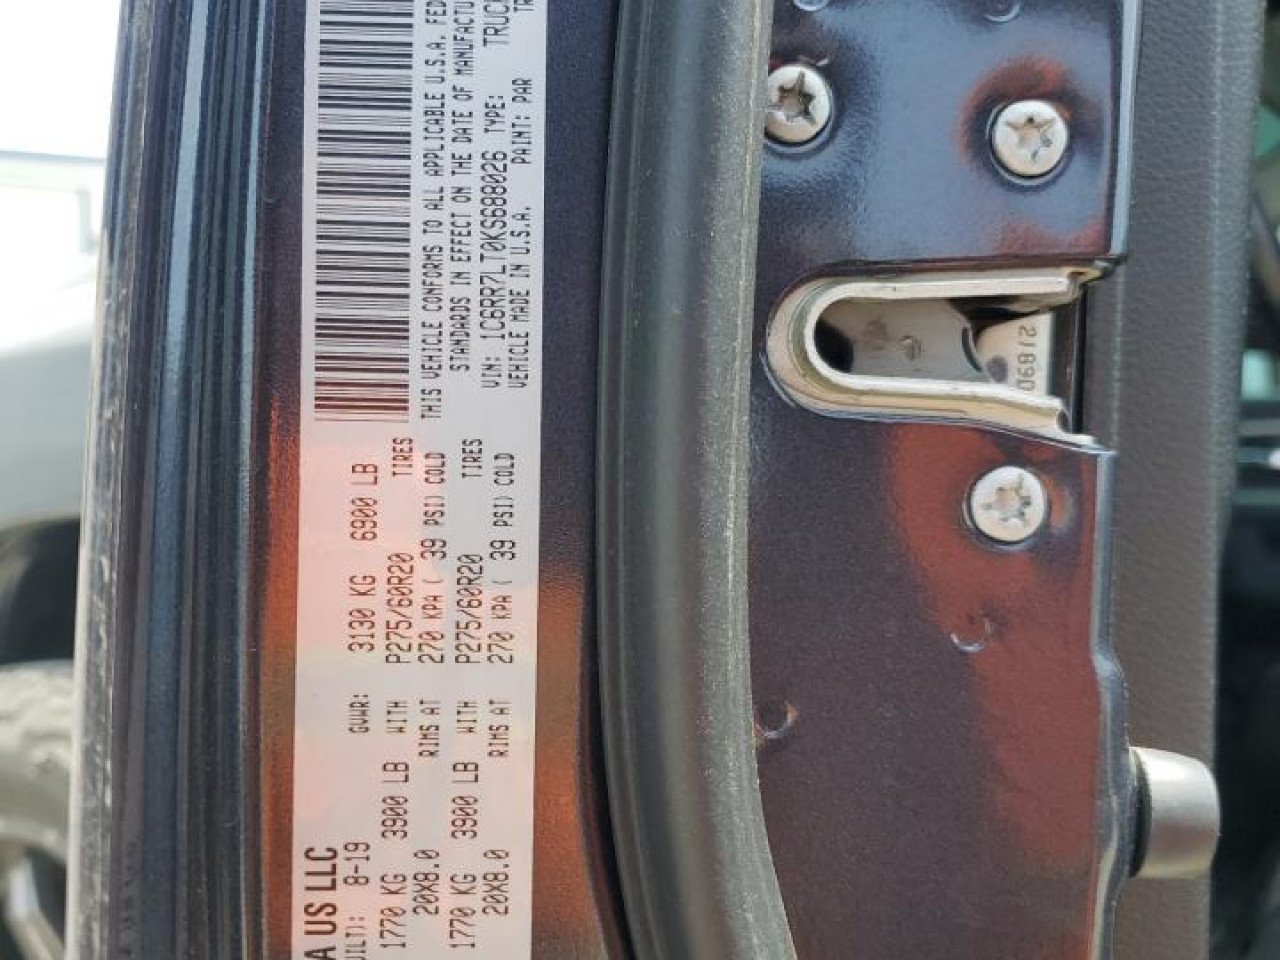 A US LLC
UILT): 8-19 GVWR: 3130 KG 6900 LB
1770 KG 3900 LB WITH P275/60R20 TIRES
20X8.0 RIMS AT 270 KPA ( 39 PSI) COLD
1770 KG 3900 LB WITH P275/60R20 TIRES
20X8.0 RIMS AT 270 KPA ( 39 PSI) COLD
THIS VEHICLE CONFORMS TO ALL APPLICABLE U.S.A. FED
STANDARDS IN EFFECT ON THE DATE OF MANUFACTU
VIN: 1C6RR7LT0KS688026 TYPE: TRUCK
VEHICLE MADE IN U.S.A. PAINT: PAR TR